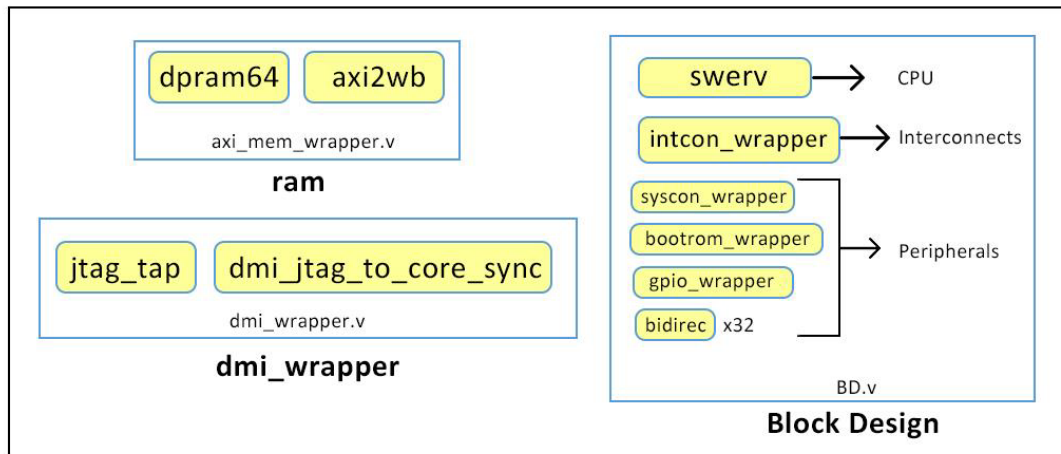 dpram64 axi2wb
axi_mem_wrapper.v
ram
jtag_tap dmi_jtag_to_core_sync
dmi_wrapper.v
dmi_wrapper
swerv CPU
intcon_wrapper Interconnects
syscon_wrapper
bootrom_wrapper
Peripherals
gpio_wrapper
bidirec x32
BD.v
Block Design